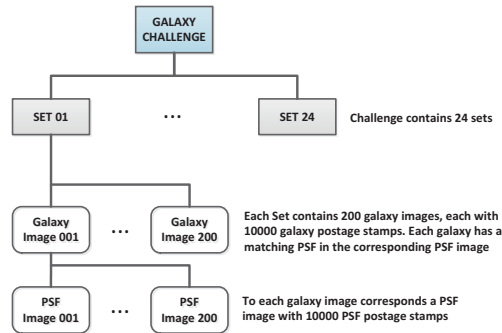 GALAXY
CHALLENGE
SET 01
...
SET 24
Challenge contains 24 sets
Galaxy
Image 001
...
Galaxy
Image 200
Each Set contains 200 galaxy images, each with
10000 galaxy postage stamps. Each galaxy has a
matching PSF in the corresponding PSF image
PSF
Image 001
...
PSF
Image 200
To each galaxy image corresponds a PSF
image with 10000 PSF postage stamps